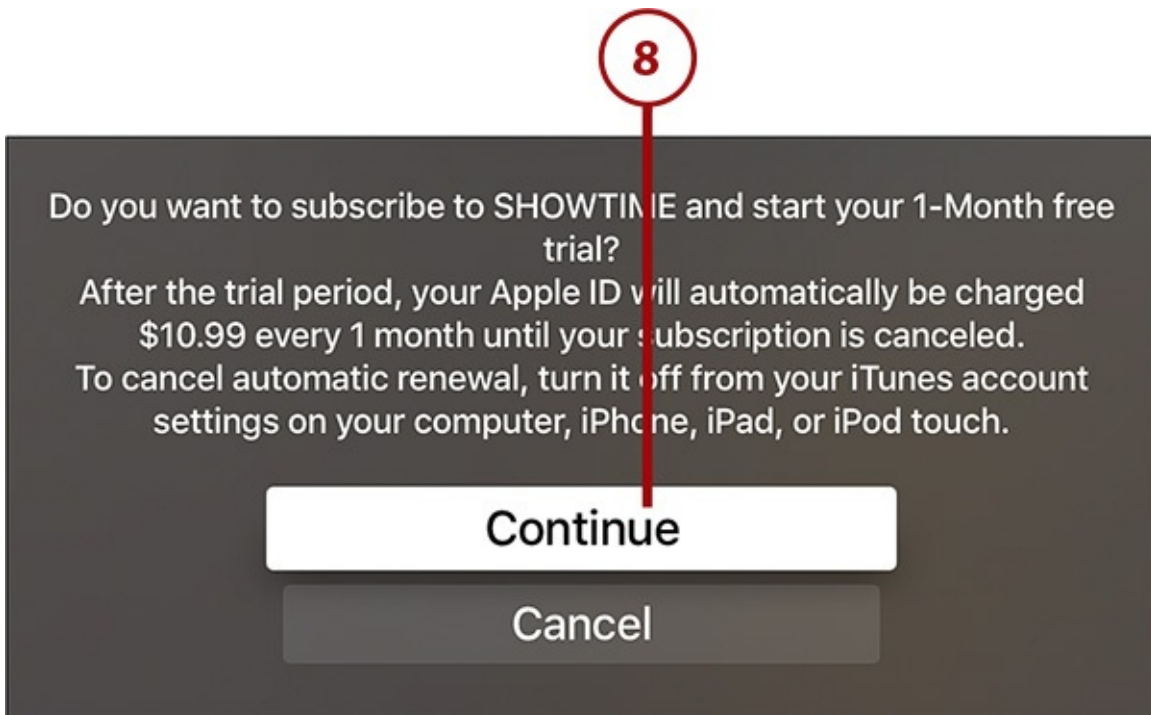 8
Do you want to subscribe to SHOWTIME and start your 1-Month free
trial?
After the trial period, your Apple ID will automatically be charged
$10.99 every 1 month until your subscription is canceled.
To cancel automatic renewal, turn it off from your iTunes account
settings on your computer, iPhone, iPad, or iPod touch.
Continue
Cancel